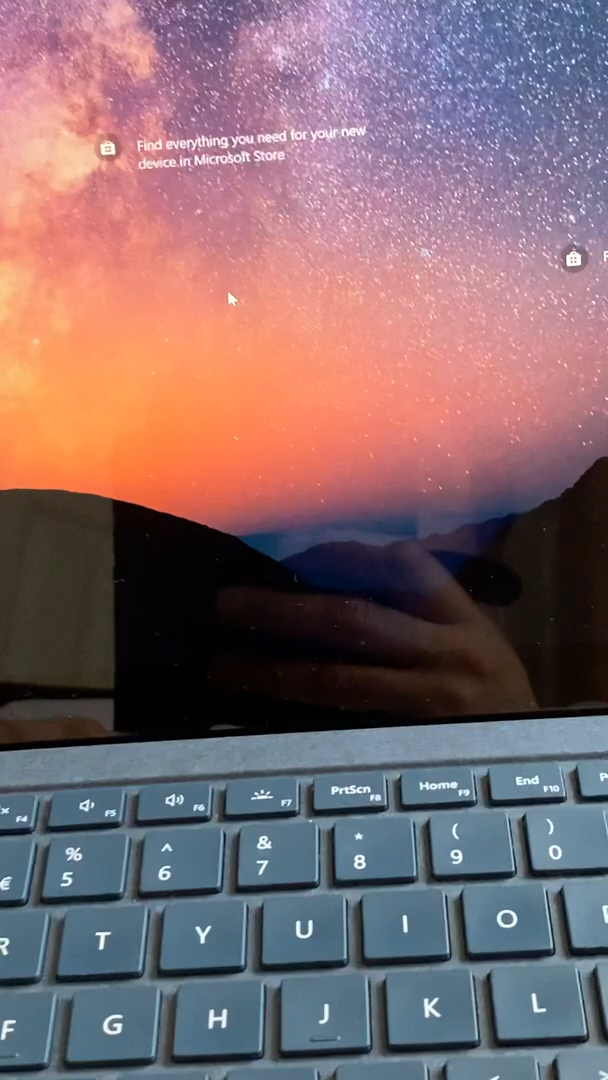 Find everything you need for your new
device in Microsoft Store
F4
F5
F6
F7
PrtScn F8
Home F9
End F10
€
% 5
^ 6
& 7
* 8
( 9
) 0
R
T
Y
U
I
O
F
G
H
J
K
L